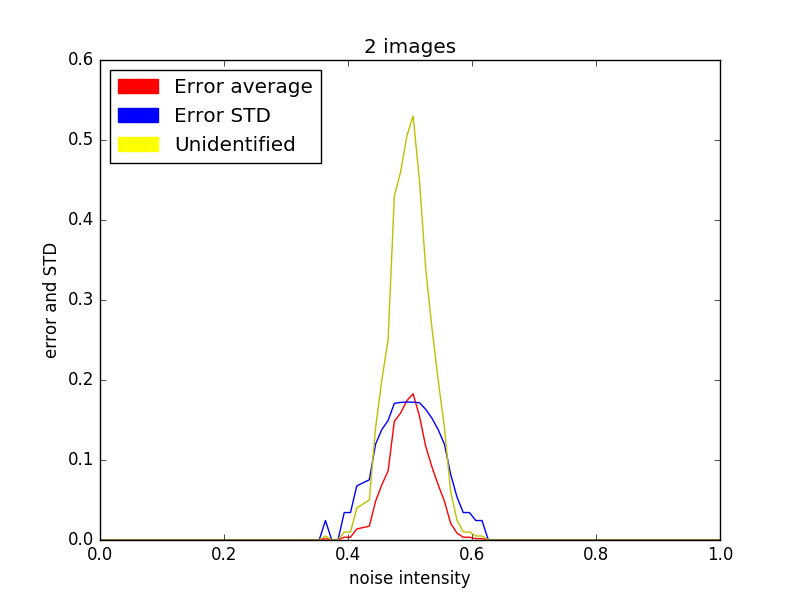 2 images
Error average
Error STD
Unidentified
error and STD
0.6
0.5
0.4
0.3
0.2
0.1
0.0
0.0 0.2 0.4 0.6 0.8 1.0
noise intensity